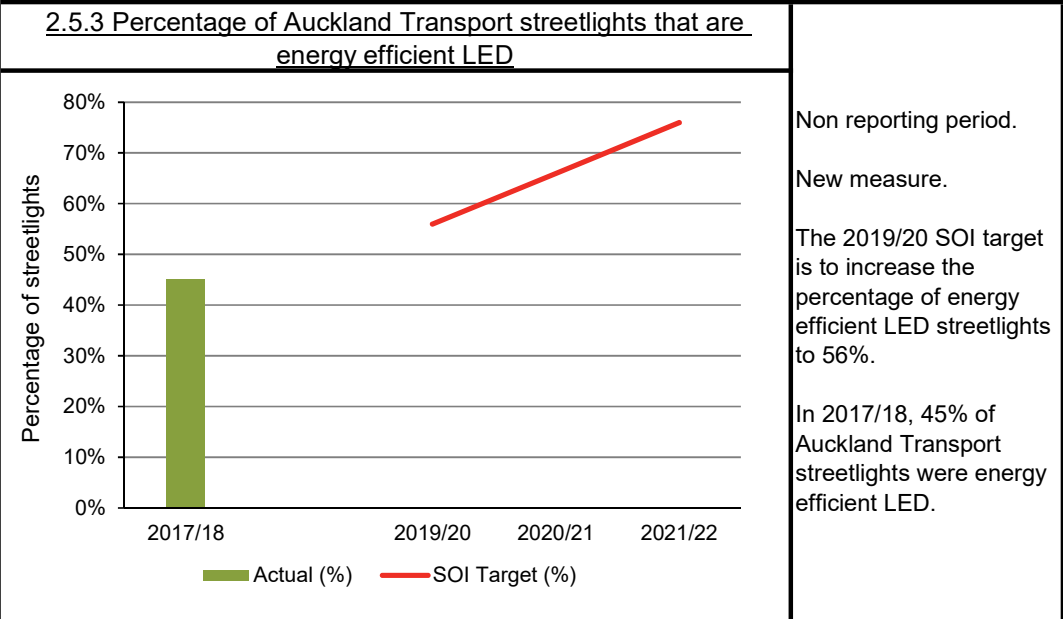 2.5.3 Percentage of Auckland Transport streetlights that are
energy efficient LED
80%
70%
60%
50%
40%
30%
20%
10%
0%
Percentage of streetlights
2017/18
2019/20
2020/21
2021/22
Actual (%)
SOI Target (%)
Non reporting period.
New measure.
The 2019/20 SOI target
is to increase the
percentage of energy
efficient LED streetlights
to 56%.
In 2017/18, 45% of
Auckland Transport
streetlights were energy
efficient LED.